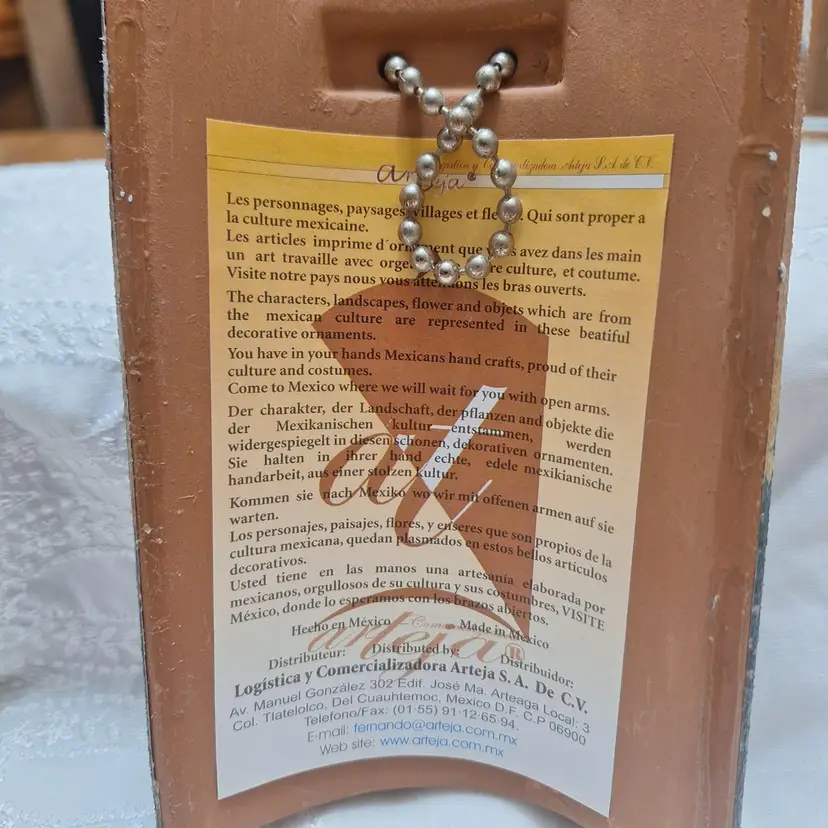 arteja
Logística y Comercializadora Arteja S.A. de C.V.
Les personnages, paysages, villages et Qui sont proper a
la culture mexicaine.
Les articles imprime d´ornement que vous avez dans les main
un art travaille avec culture, et coutume.
Visite notre pays nous vous attendons les bras ouverts.
The characters, landscapes, flower and objets which are from
the mexican culture are represented in these beatiful
decorative ornaments.
You have in your hands Mexicans hand crafts, proud of their
culture and costumes.
Come to Mexico where we will wait for you with open arms.
Der charakter, der Landschaft, der pflanzen and objekte die
der Mexikanischen kultur entstammen, werden
widergespiegelt in diesen schonen, dekorativen ornamenten.
Sie halten in ihrer hand echte, edele mexikianische
handarbeit, aus einer stolzen kultur.
Kommen sie nach Mexiko wo wir mit offenen armen auf sie
warten.
Los personajes, paisajes, flores, y enseres que son propios de la
cultura mexicana, quedan plasmados en estos bellos artículos
decorativos.
Usted tiene en las manos una artesanía elaborada por
mexicanos, orgullosos de su cultura y sus costumbres, VISITE
México, donde lo esperamos con los brazos abiertos.
at
Hecho en México Made in Mexico
arteja®
Distributeur: Distributed by: Distribuidor:
Logística y Comercializadora Arteja S. A. De C.V.
Av. Manuel González 302 Edif. José Ma. Arteaga Local: 3
Col. Tlatelolco, Del Cuauhtemoc, Mexico D.F. C.P 06900
Telefono/Fax: (01·55) 91·12·65·94.
E-mail: fernando@arteja.com.mx
Web site: www.arteja.com.mx